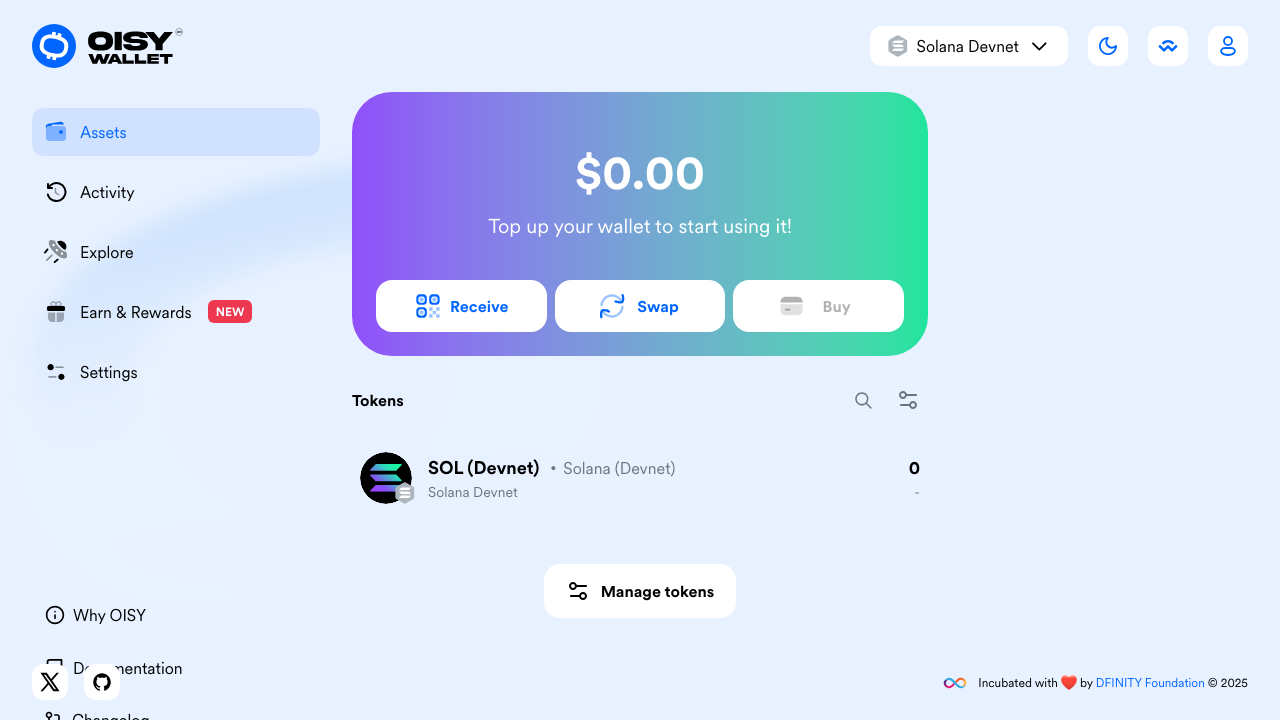 OISY
WALLET
Solana Devnet
Assets
Activity
Explore
Earn & Rewards NEW
Settings
$0.00
Top up your wallet to start using it!
Receive
Swap
Buy
Tokens
SOL (Devnet) • Solana (Devnet)
0
Solana Devnet
-
Manage tokens
Why OISY
Documentation
Changelog
Incubated with ❤️ by DFINITY Foundation © 2025